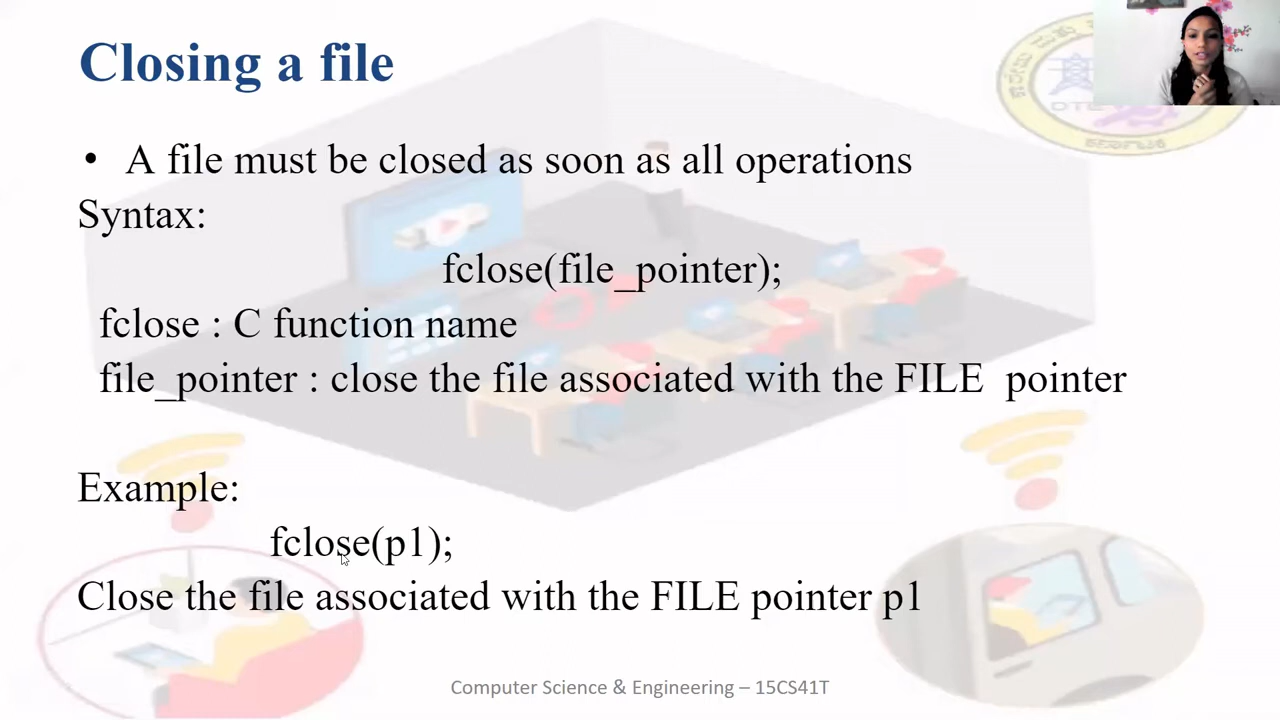 Closing a file
• A file must be closed as soon as all operations
Syntax:
fclose(file_pointer);
fclose : C function name
file_pointer : close the file associated with the FILE pointer
Example:
fclose(p1);
Close the file associated with the FILE pointer p1
Computer Science & Engineering – 15CS41T